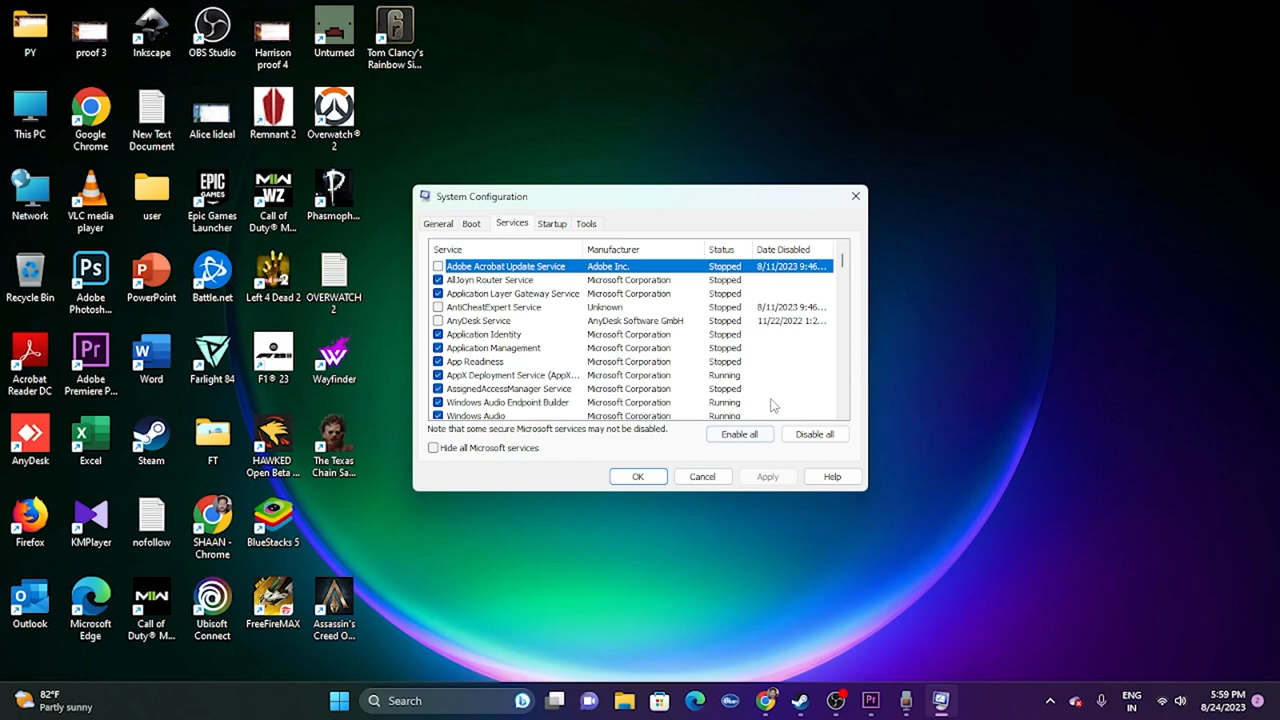 PY
proof 3
Inkscape
OBS Studio
Harrison
proof 4
Unturned
Tom Clancy's
Rainbow Si...
This PC
Google
Chrome
New Text
Document
Alice lideal
Remnant 2
Overwatch®
2
Network
VLC media
player
user
Epic Games
Launcher
Call of
Duty® M...
Phasmoph...
Recycle Bin
Adobe
Photosh...
PowerPoint
Battle.net
Left 4 Dead 2
OVERWATCH
2
Acrobat
Reader DC
Adobe
Premiere P...
Word
Farlight 84
F1® 23
Wayfinder
AnyDesk
Excel
Steam
FT
HAWKED
Open Beta ...
The Texas
Chain Sa...
Firefox
KMPlayer
nofollow
SHAAN -
Chrome
BlueStacks 5
Outlook
Microsoft
Edge
Call of
Duty® M...
Ubisoft
Connect
FreeFireMAX
Assassin's
Creed O...
System Configuration
General Boot Services Startup Tools
Service Manufacturer Status Date Disabled
Adobe Acrobat Update Service Adobe Inc. Stopped 8/11/2023 9:46...
AllJoyn Router Service Microsoft Corporation Stopped
Application Layer Gateway Service Microsoft Corporation Stopped
AntiCheatExpert Service Unknown Stopped 8/11/2023 9:46...
AnyDesk Service AnyDesk Software GmbH Stopped 11/22/2022 1:2...
Application Identity Microsoft Corporation Stopped
Application Management Microsoft Corporation Stopped
App Readiness Microsoft Corporation Stopped
AppX Deployment Service (AppX... Microsoft Corporation Running
AssignedAccessManager Service Microsoft Corporation Stopped
Windows Audio Endpoint Builder Microsoft Corporation Running
Windows Audio Microsoft Corporation Running
Note that some secure Microsoft services may not be disabled.
Enable all Disable all
Hide all Microsoft services
OK Cancel Apply Help
82°F
Partly sunny
Search
ENG
IN
5:59 PM
8/24/2023
2